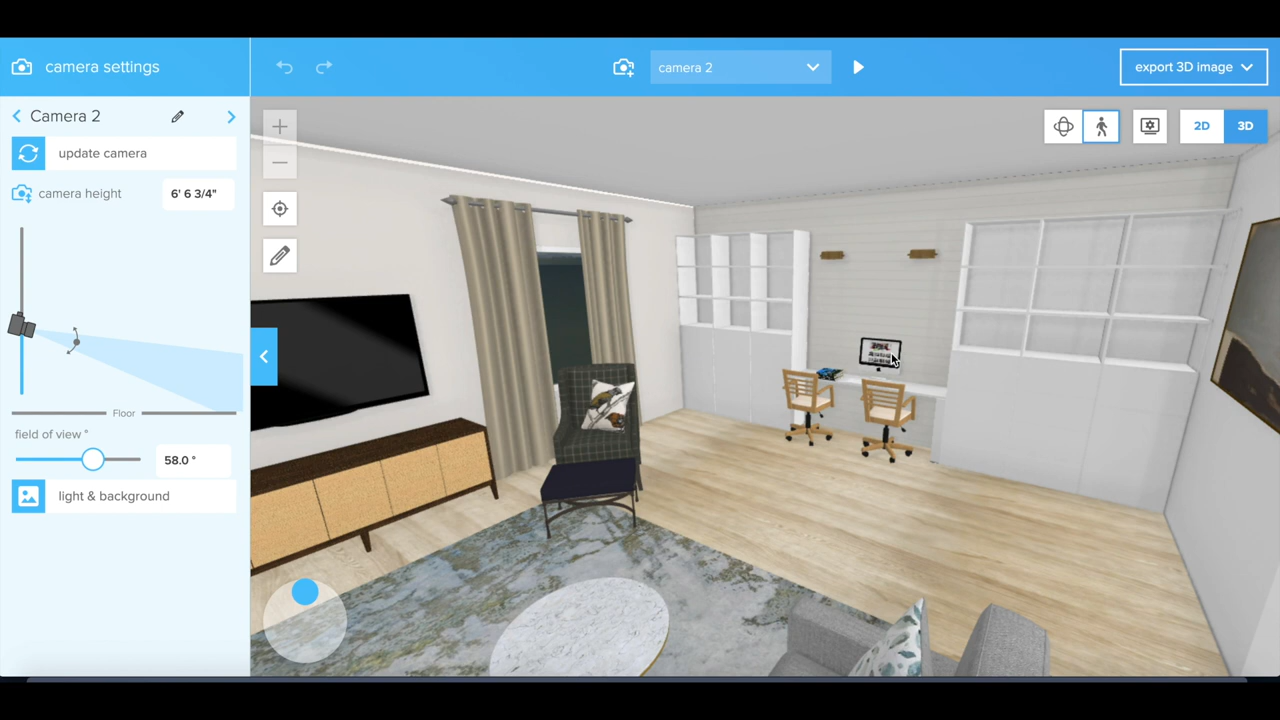 camera settings
camera 2
export 3D image
Camera 2
2D
3D
update camera
camera height
6' 6 3/4"
Floor
field of view °
58.0 °
light & background